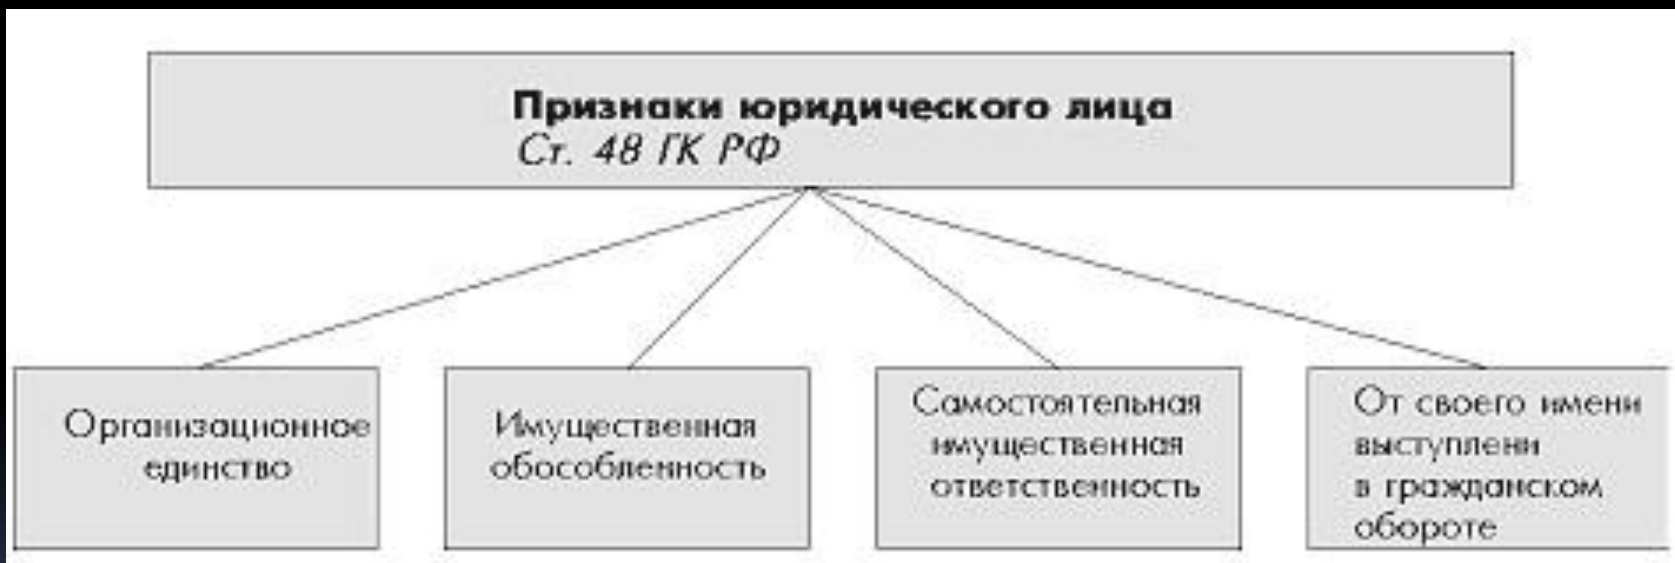 Признаки юридического лица
Ст. 48 ГК РФ
Организационное
единство
Имущественная
обособленность
Самостоятельная
имущественная
ответственность
От своего имени
выступлени
в гражданском
обороте